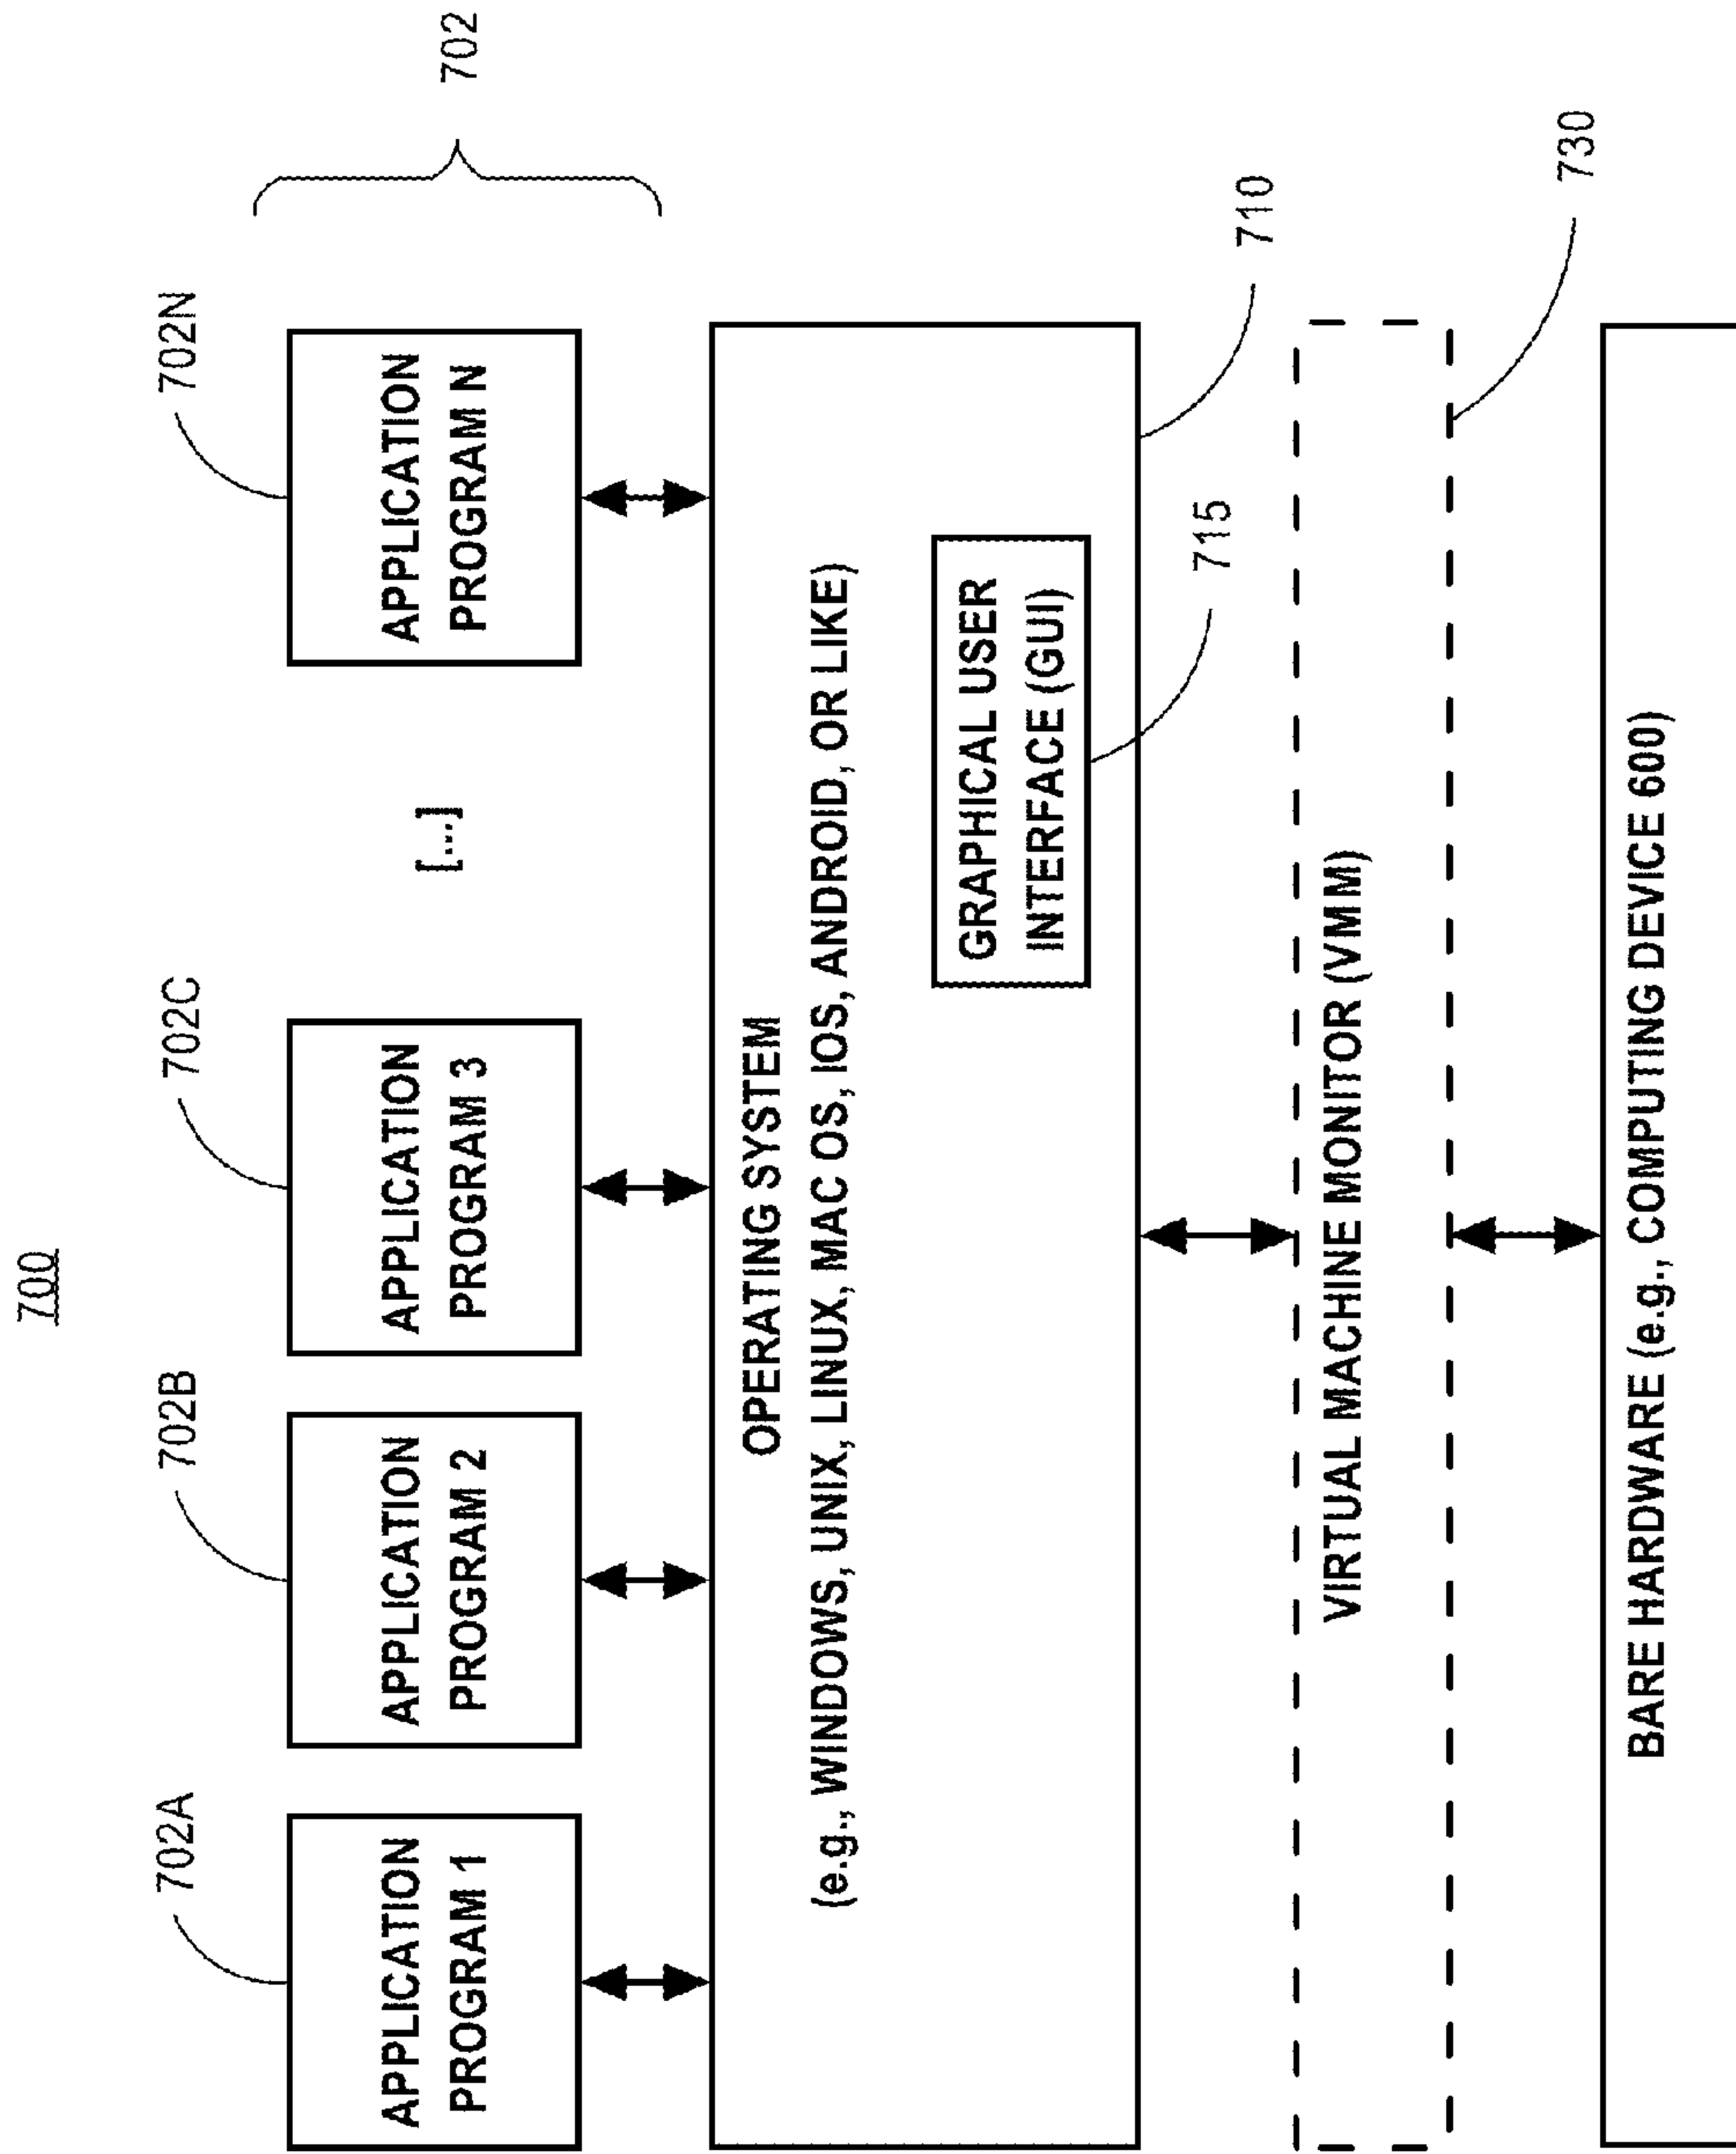 700
702A
702B
702C
702N
702
APPLICATION
PROGRAM 1
APPLICATION
PROGRAM 2
APPLICATION
PROGRAM 3
[...]
APPLICATION
PROGRAM N
OPERATING SYSTEM
(e.g., WINDOWS, UNIX, LINUX, MAC OS, IOS, ANDROID, OR LIKE)
GRAPHICAL USER
INTERFACE (GUI)
715
710
VIRTUAL MACHINE MONITOR (VMM)
730
BARE HARDWARE (e.g., COMPUTING DEVICE 600)